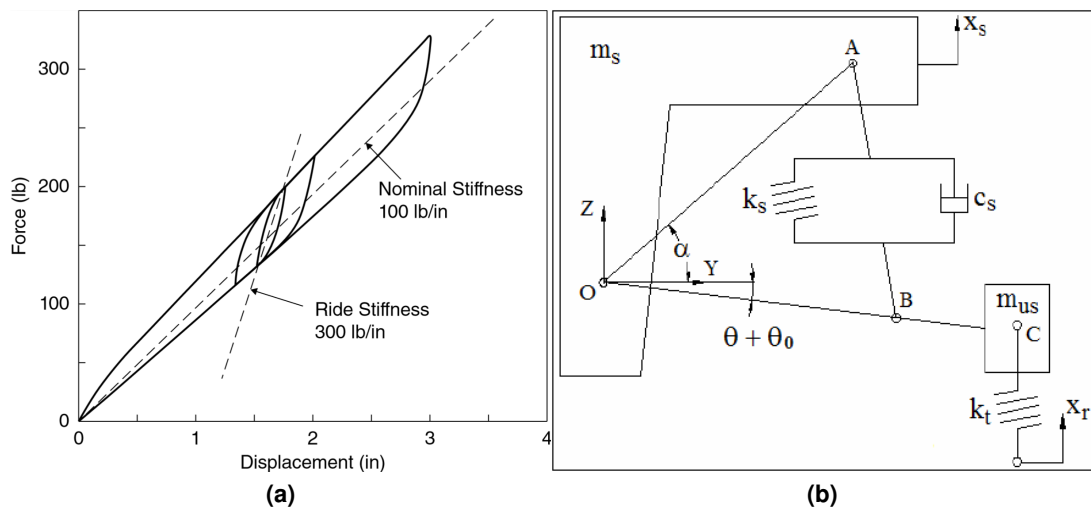 300
200
100
0
Force (lb)
0 1 2 3 4
Displacement (in)
Nominal Stiffness
100 lb/in
Ride Stiffness
300 lb/in
(a)
mₛ
xₛ
A
kₛ
cₛ
Z
α
Y
O
B
θ + θ₀
mᵤₛ
C
kₜ
xᵣ
(b)